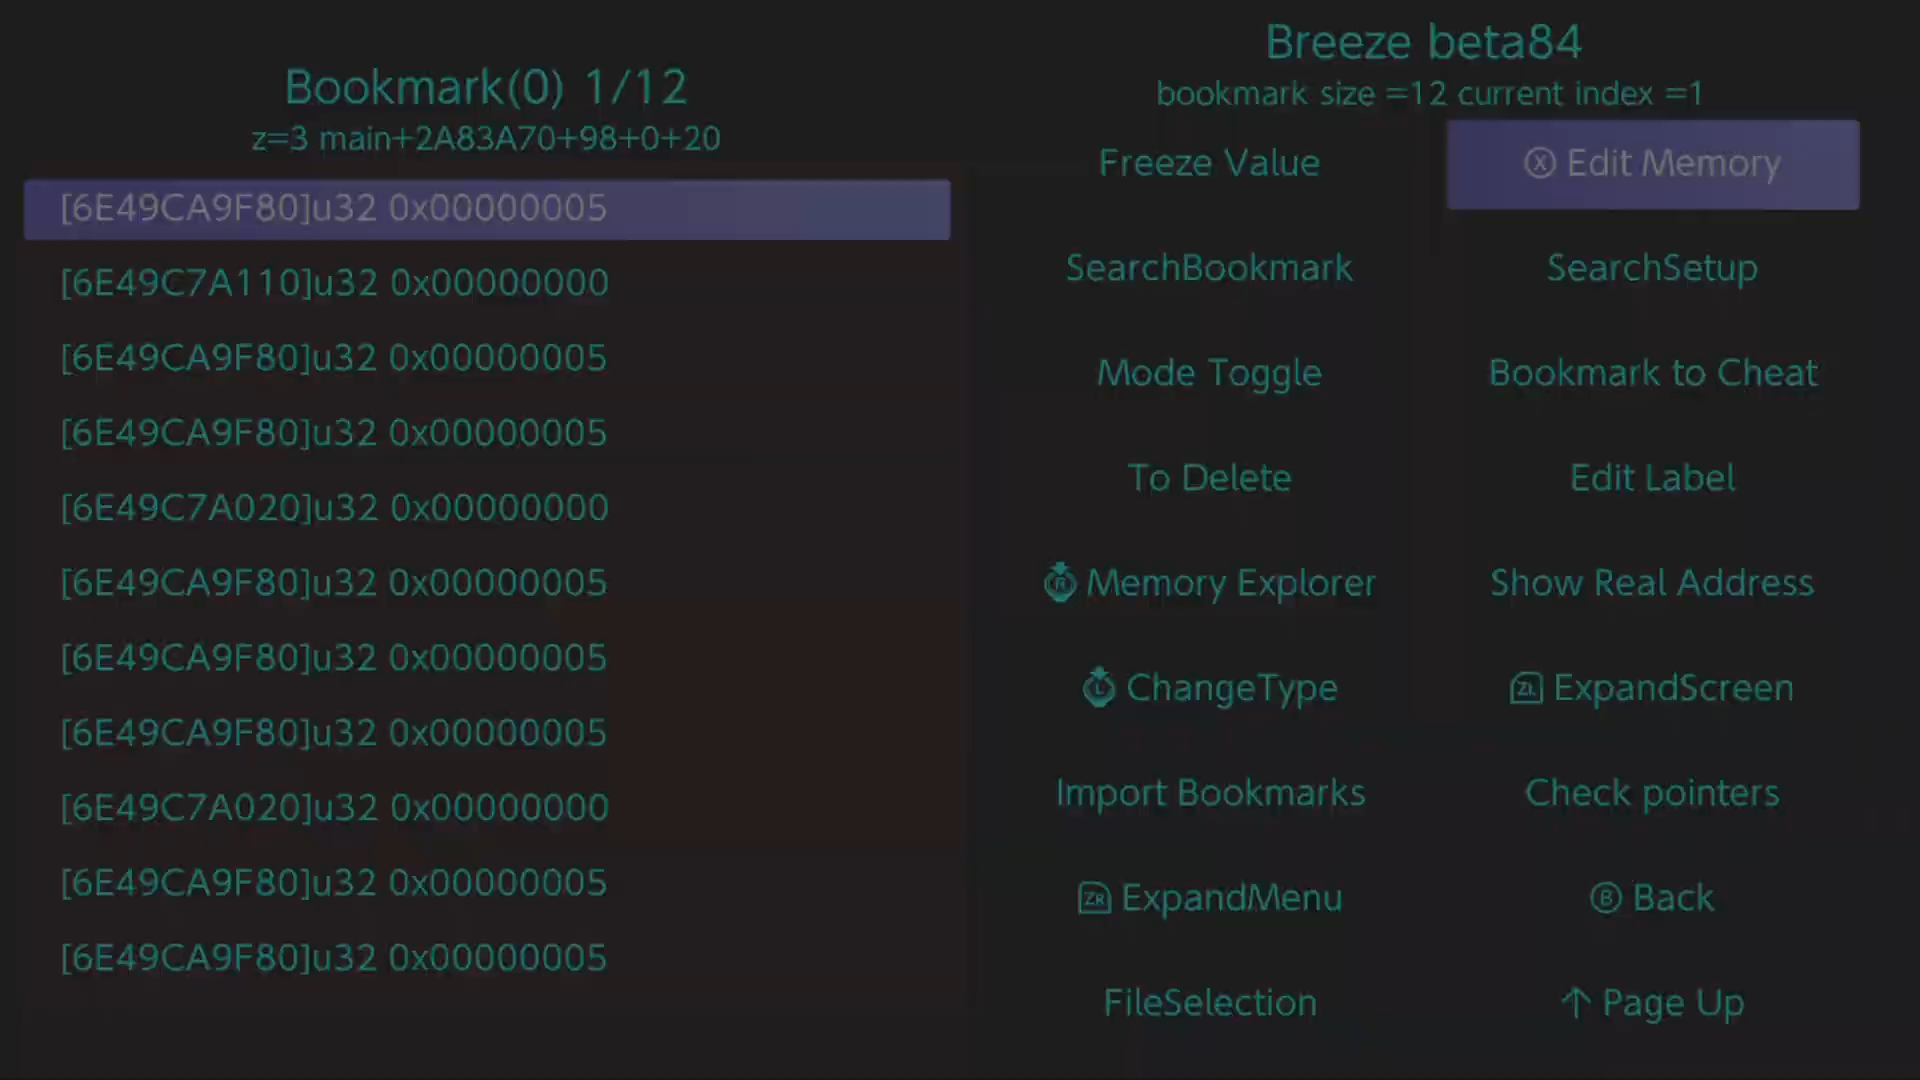 Bookmark(0) 1/12
z=3 main+2A83A70+98+0+20
[6E49CA9F80]u32 0x00000005
[6E49C7A110]u32 0x00000000
[6E49CA9F80]u32 0x00000005
[6E49CA9F80]u32 0x00000005
[6E49C7A020]u32 0x00000000
[6E49CA9F80]u32 0x00000005
[6E49CA9F80]u32 0x00000005
[6E49CA9F80]u32 0x00000005
[6E49C7A020]u32 0x00000000
[6E49CA9F80]u32 0x00000005
[6E49CA9F80]u32 0x00000005
Breeze beta84
bookmark size =12 current index =1
Freeze Value
Ⓧ Edit Memory
SearchBookmark
SearchSetup
Mode Toggle
Bookmark to Cheat
To Delete
Edit Label
R Memory Explorer
Show Real Address
L ChangeType
ZL ExpandScreen
Import Bookmarks
Check pointers
ZR ExpandMenu
Ⓑ Back
FileSelection
↑ Page Up